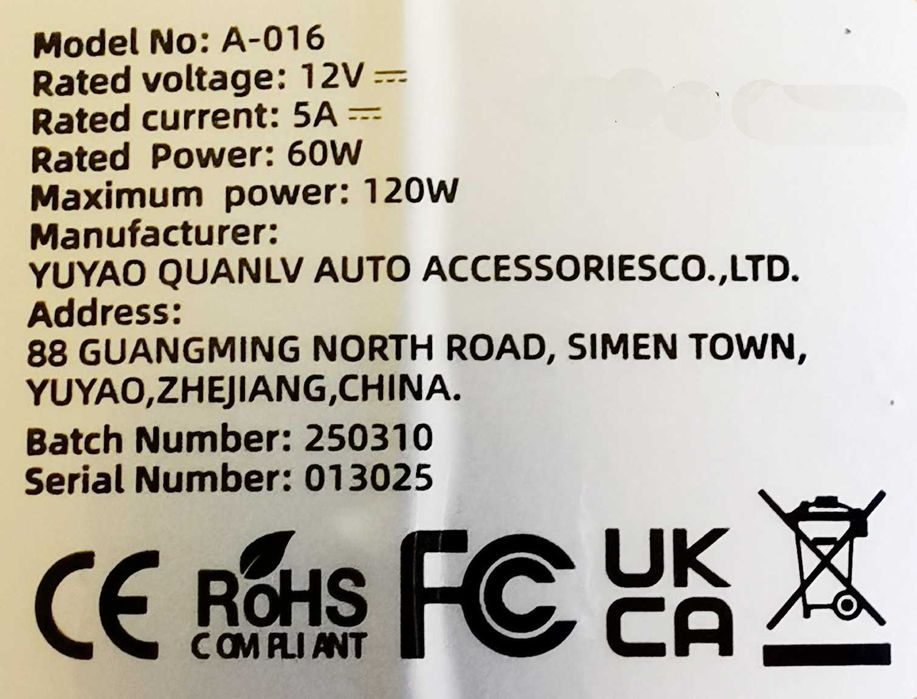 Model No: A-016
Rated voltage: 12V ⎓
Rated current: 5A ⎓
Rated Power: 60W
Maximum power: 120W
Manufacturer:
YUYAO QUANLV AUTO ACCESSORIESCO.,LTD.
Address:
88 GUANGMING NORTH ROAD, SIMEN TOWN,
YUYAO,ZHEJIANG,CHINA.
Batch Number: 250310
Serial Number: 013025
CE RoHS FC UK
COMPLIANT CA